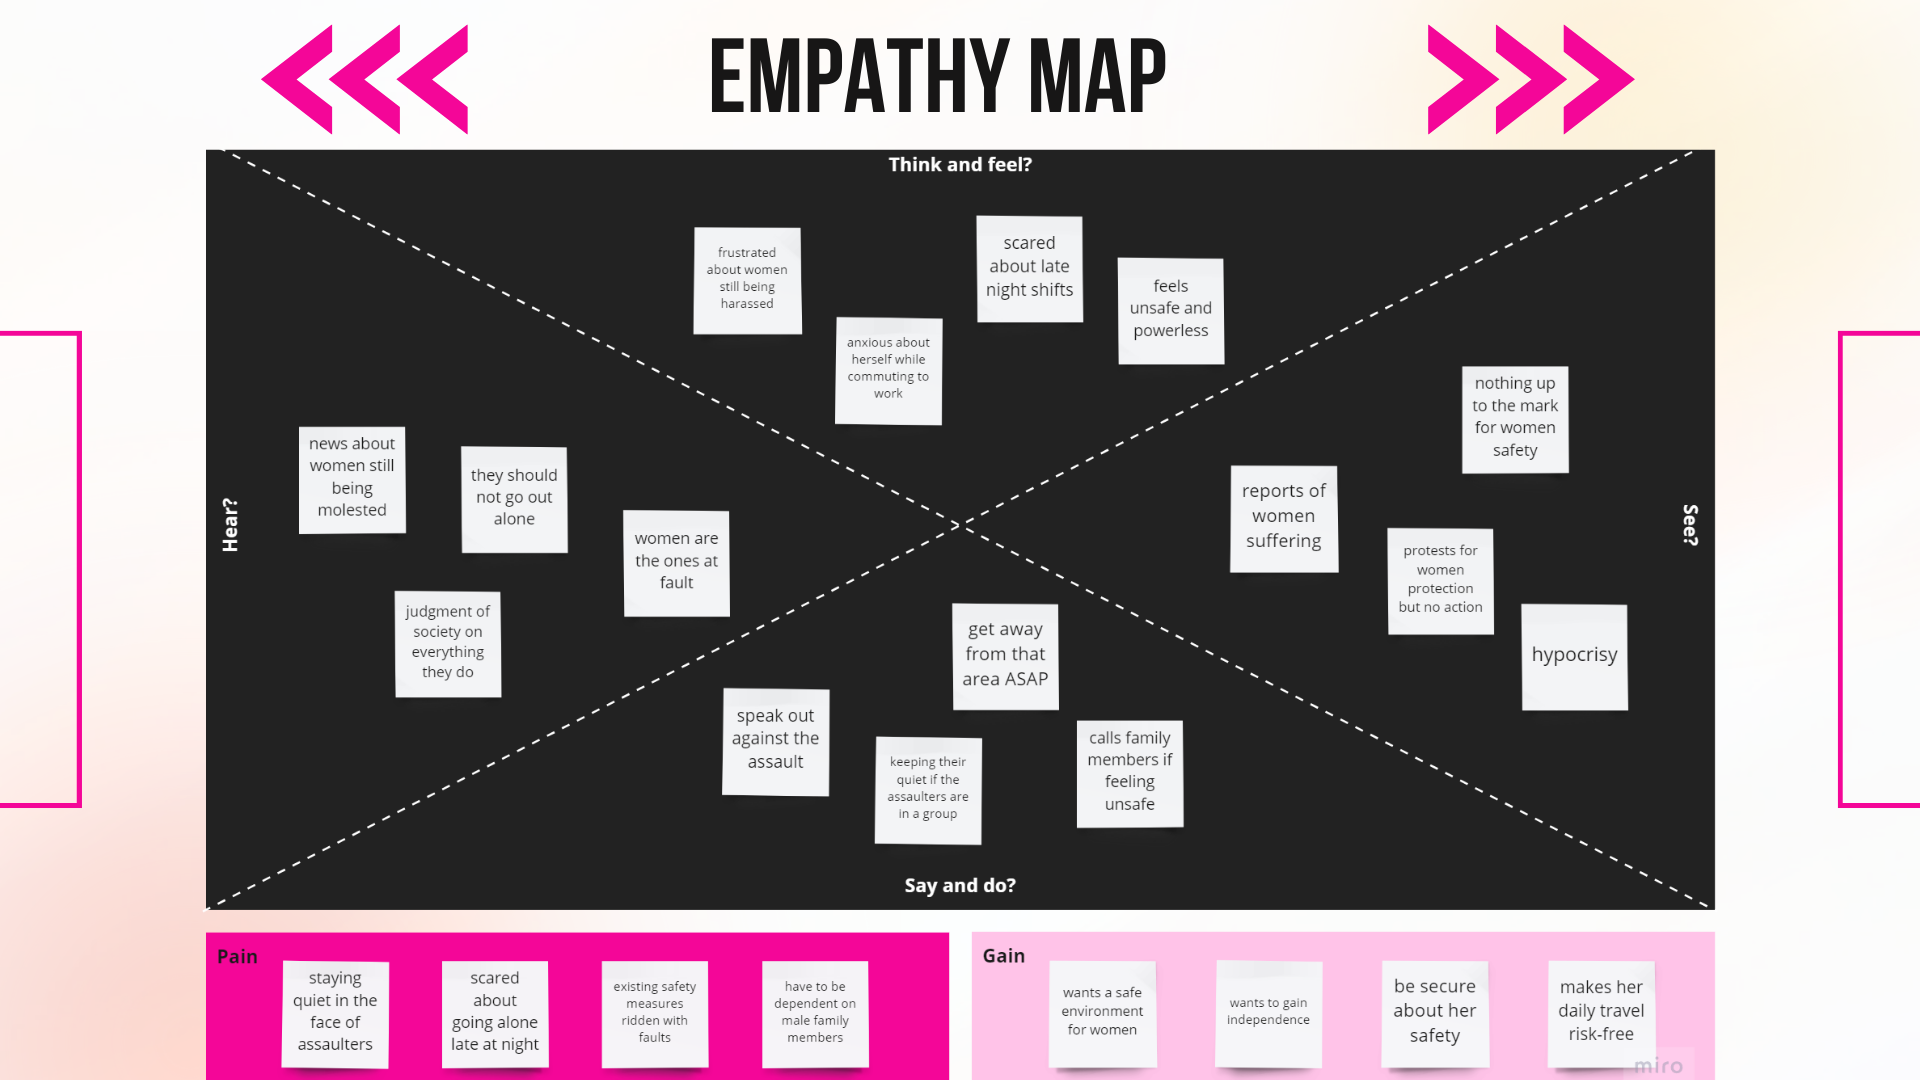 EMPATHY MAP
Think and feel?
frustrated
about women
still being
harassed
anxious about
herself while
commuting to
work
scared
about late
night shifts
feels
unsafe and
powerless
Hear?
news about
women still
being
molested
they should
not go out
alone
women are
the ones at
fault
judgment of
society on
everything
they do
See?
nothing up
to the mark
for women
safety
reports of
women
suffering
protests for
women
protection
but no action
hypocrisy
get away
from that
area ASAP
speak out
against the
assault
keeping their
quiet if the
assaulters are
in a group
calls family
members if
feeling
unsafe
Say and do?
Pain
staying
quiet in the
face of
assaulters
scared
about
going alone
late at night
existing safety
measures
ridden with
faults
have to be
dependent on
male family
members
Gain
wants a safe
environment
for women
wants to gain
independence
be secure
about her
safety
makes her
daily travel
risk-free
miro